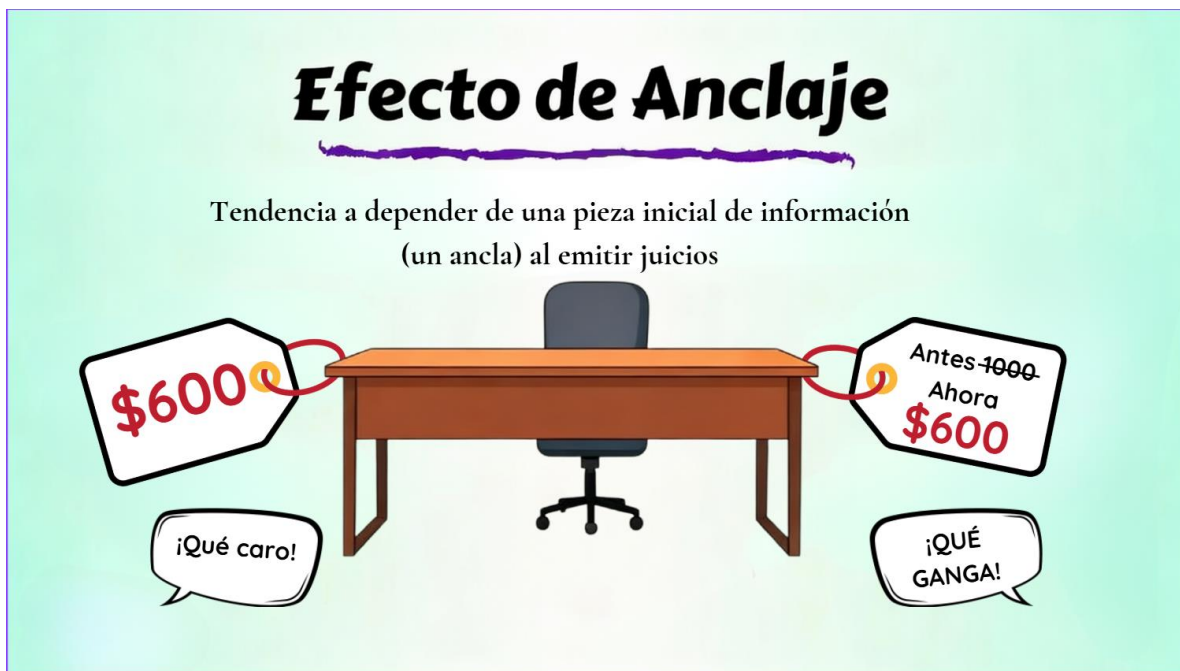 Efecto de Anclaje
Tendencia a depender de una pieza inicial de información
(un ancla) al emitir juicios
$600
Antes 1000
Ahora
$600
¡Qué caro!
¡QUÉ
GANGA!